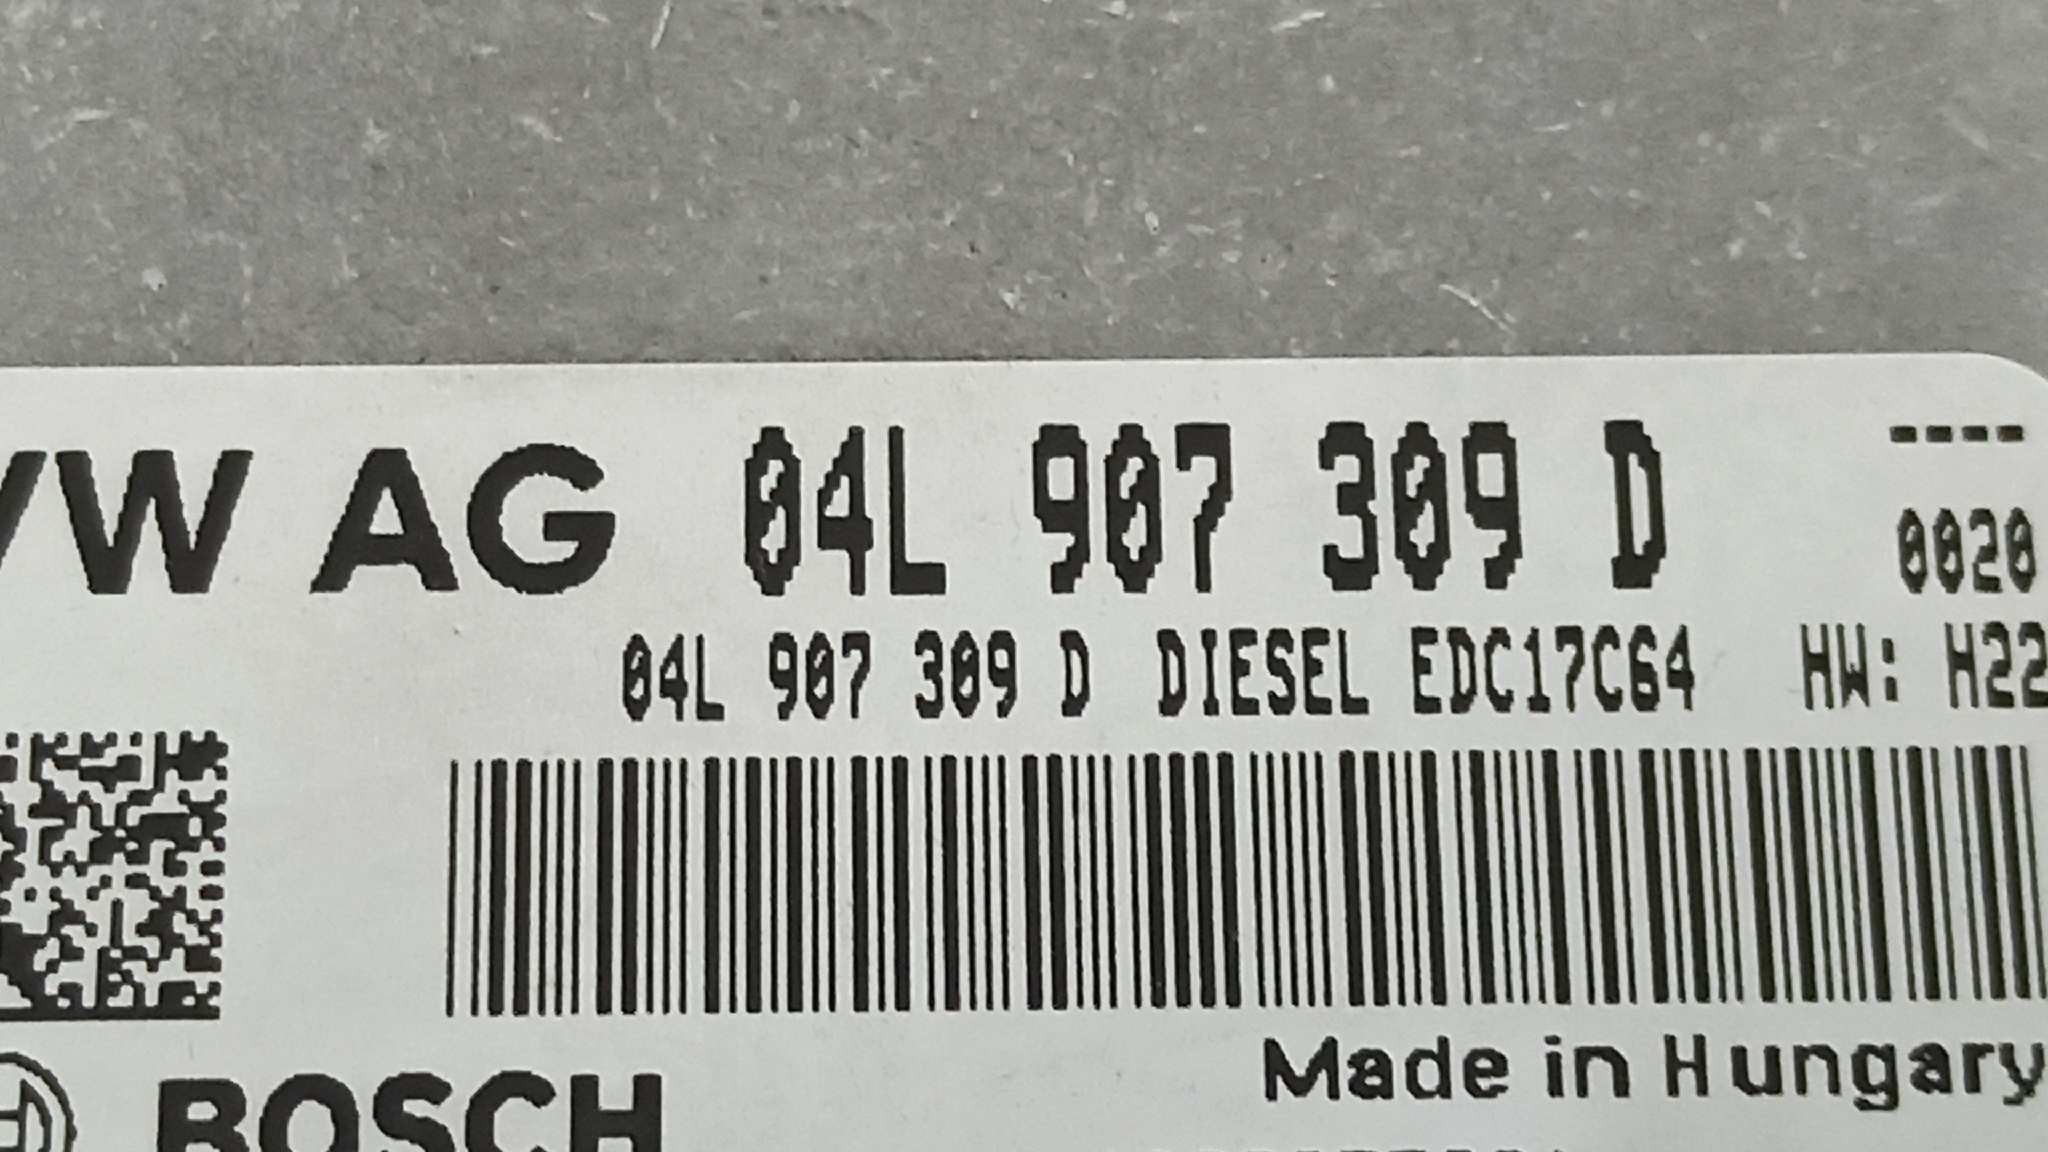 ----
VW AG 04L 907 309 D 0020
04L 907 309 D DIESEL EDC17C64 HW: H22
Made in Hungary
BOSCH